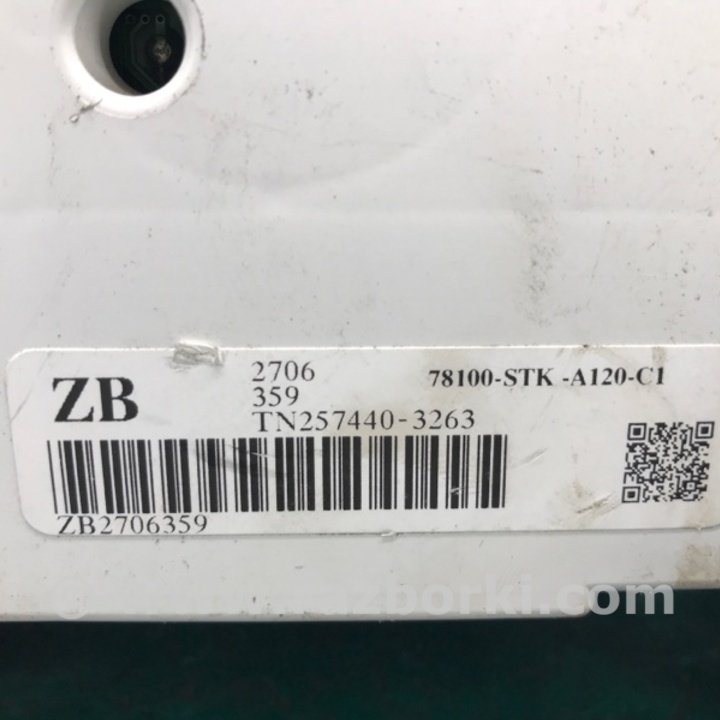 ZB
2706
359
TN257440-3263
78100-STK -A120-C1
ZB2706359